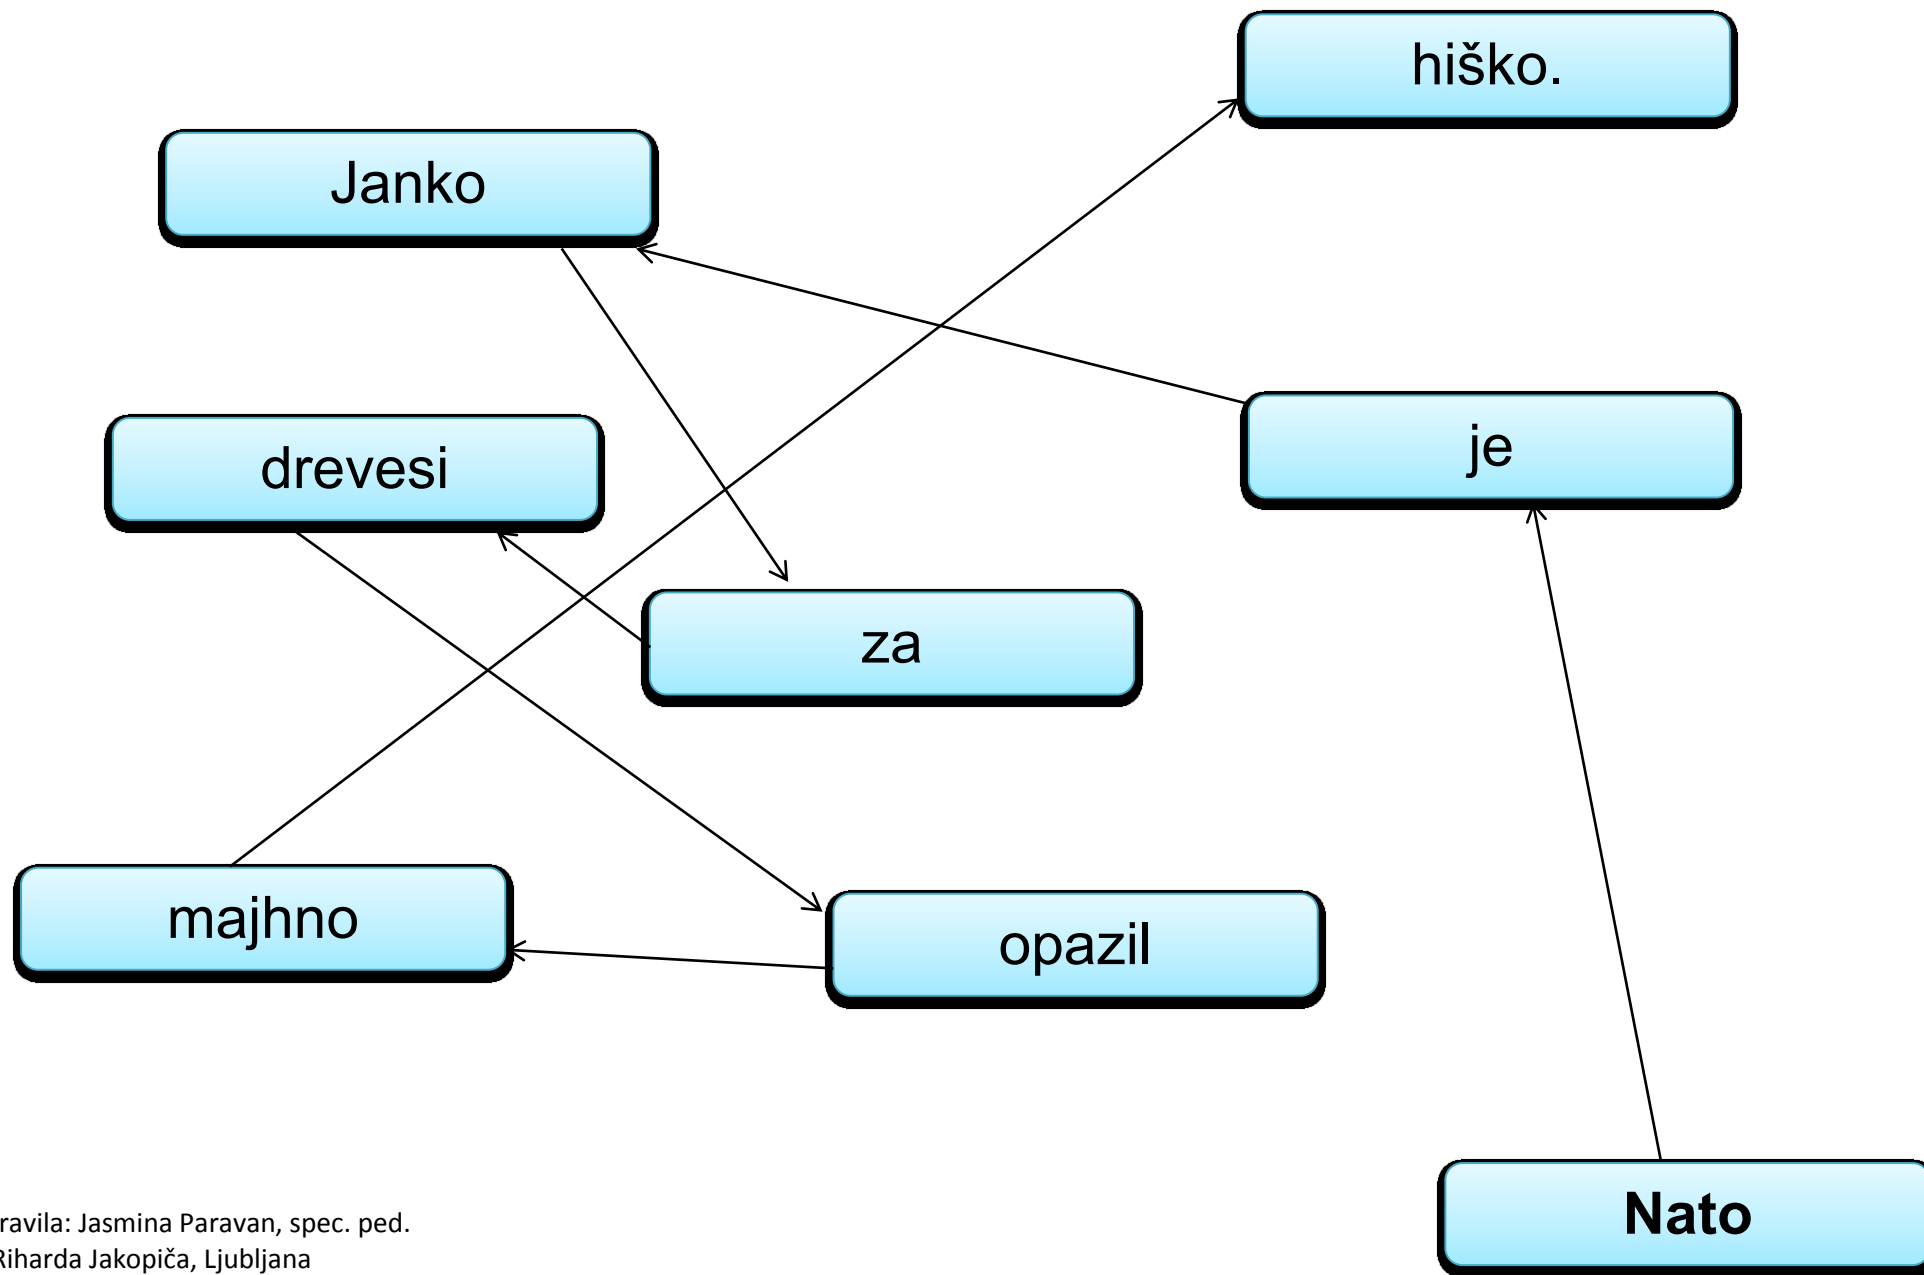 hiško.
Janko
je
drevesi
za
majhno
opazil
Nato
ravila: Jasmina Paravan, spec. ped.
Riharda Jakopiča, Ljubljana